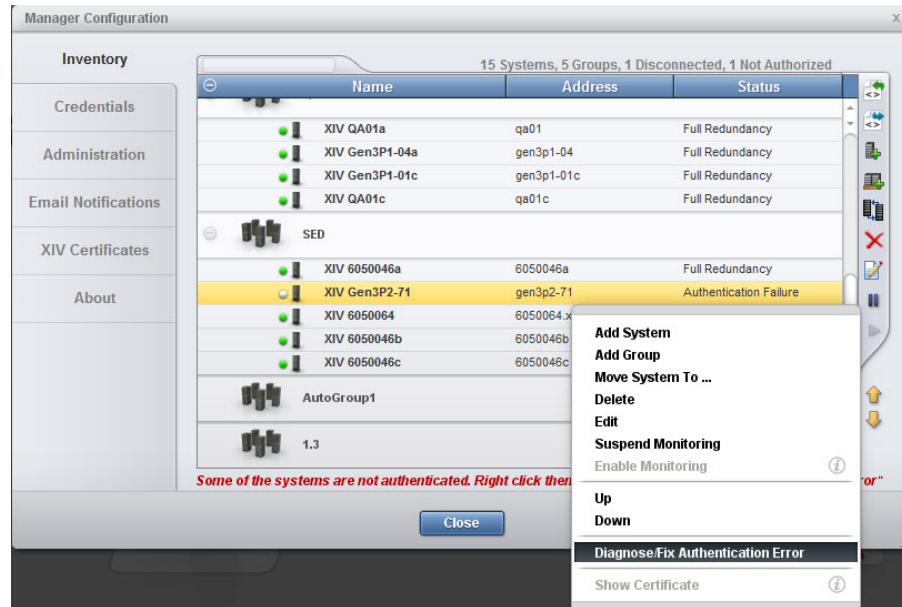 Manager Configuration
x
Inventory
Credentials
Administration
Email Notifications
XIV Certificates
About
15 Systems, 5 Groups, 1 Disconnected, 1 Not Authorized
Name Address Status
XIV QA01a qa01 Full Redundancy
XIV Gen3P1-04a gen3p1-04 Full Redundancy
XIV Gen3P1-01c gen3p1-01c Full Redundancy
XIV QA01c qa01c Full Redundancy
SED
XIV 6050046a 6050046a Full Redundancy
XIV Gen3P2-71 gen3p2-71 Authentication Failure
XIV 6050064 6050064.x
XIV 6050046b 6050046b
XIV 6050046c 6050046c
AutoGroup1
1.3
Some of the systems are not authenticated. Right click then or"
Close
Add System
Add Group
Move System To ...
Delete
Edit
Suspend Monitoring
Enable Monitoring
Up
Down
Diagnose/Fix Authentication Error
Show Certificate